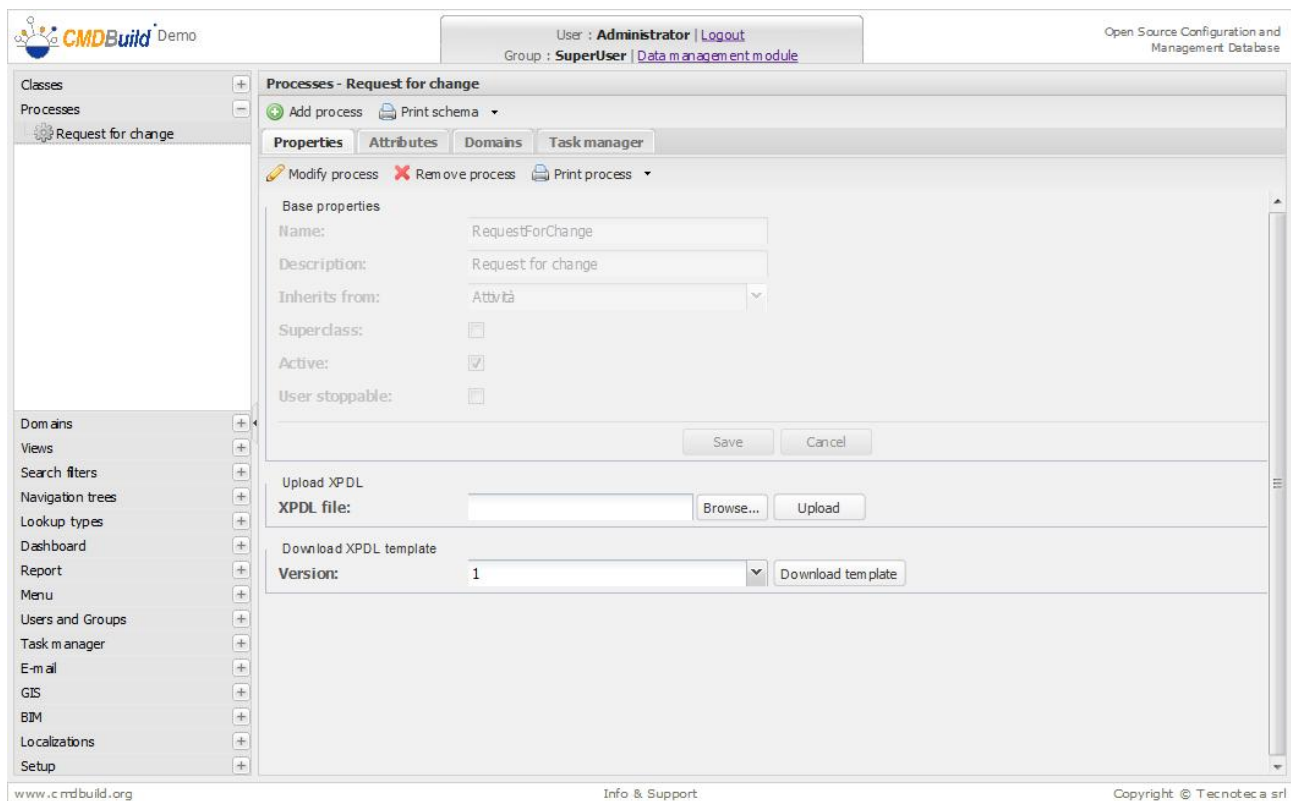 CMDBuild Demo
User : Administrator | Logout
Group : SuperUser | Data management module
Open Source Configuration and
Management Database
Classes
Processes
Request for change
Domains
Views
Search filters
Navigation trees
Lookup types
Dashboard
Report
Menu
Users and Groups
Task manager
E-mail
GIS
BIM
Localizations
Setup
Processes - Request for change
Add process Print schema
Properties Attributes Domains Task manager
Modify process Remove process Print process
Base properties
Name: RequestForChange
Description: Request for change
Inherits from: Attività
Superclass:
Active:
User stoppable:
Save Cancel
Upload XPDL
XPDL file: Browse... Upload
Download XPDL template
Version: 1 Download template
www.cmdbuild.org Info & Support Copyright © Tecnoteca srl